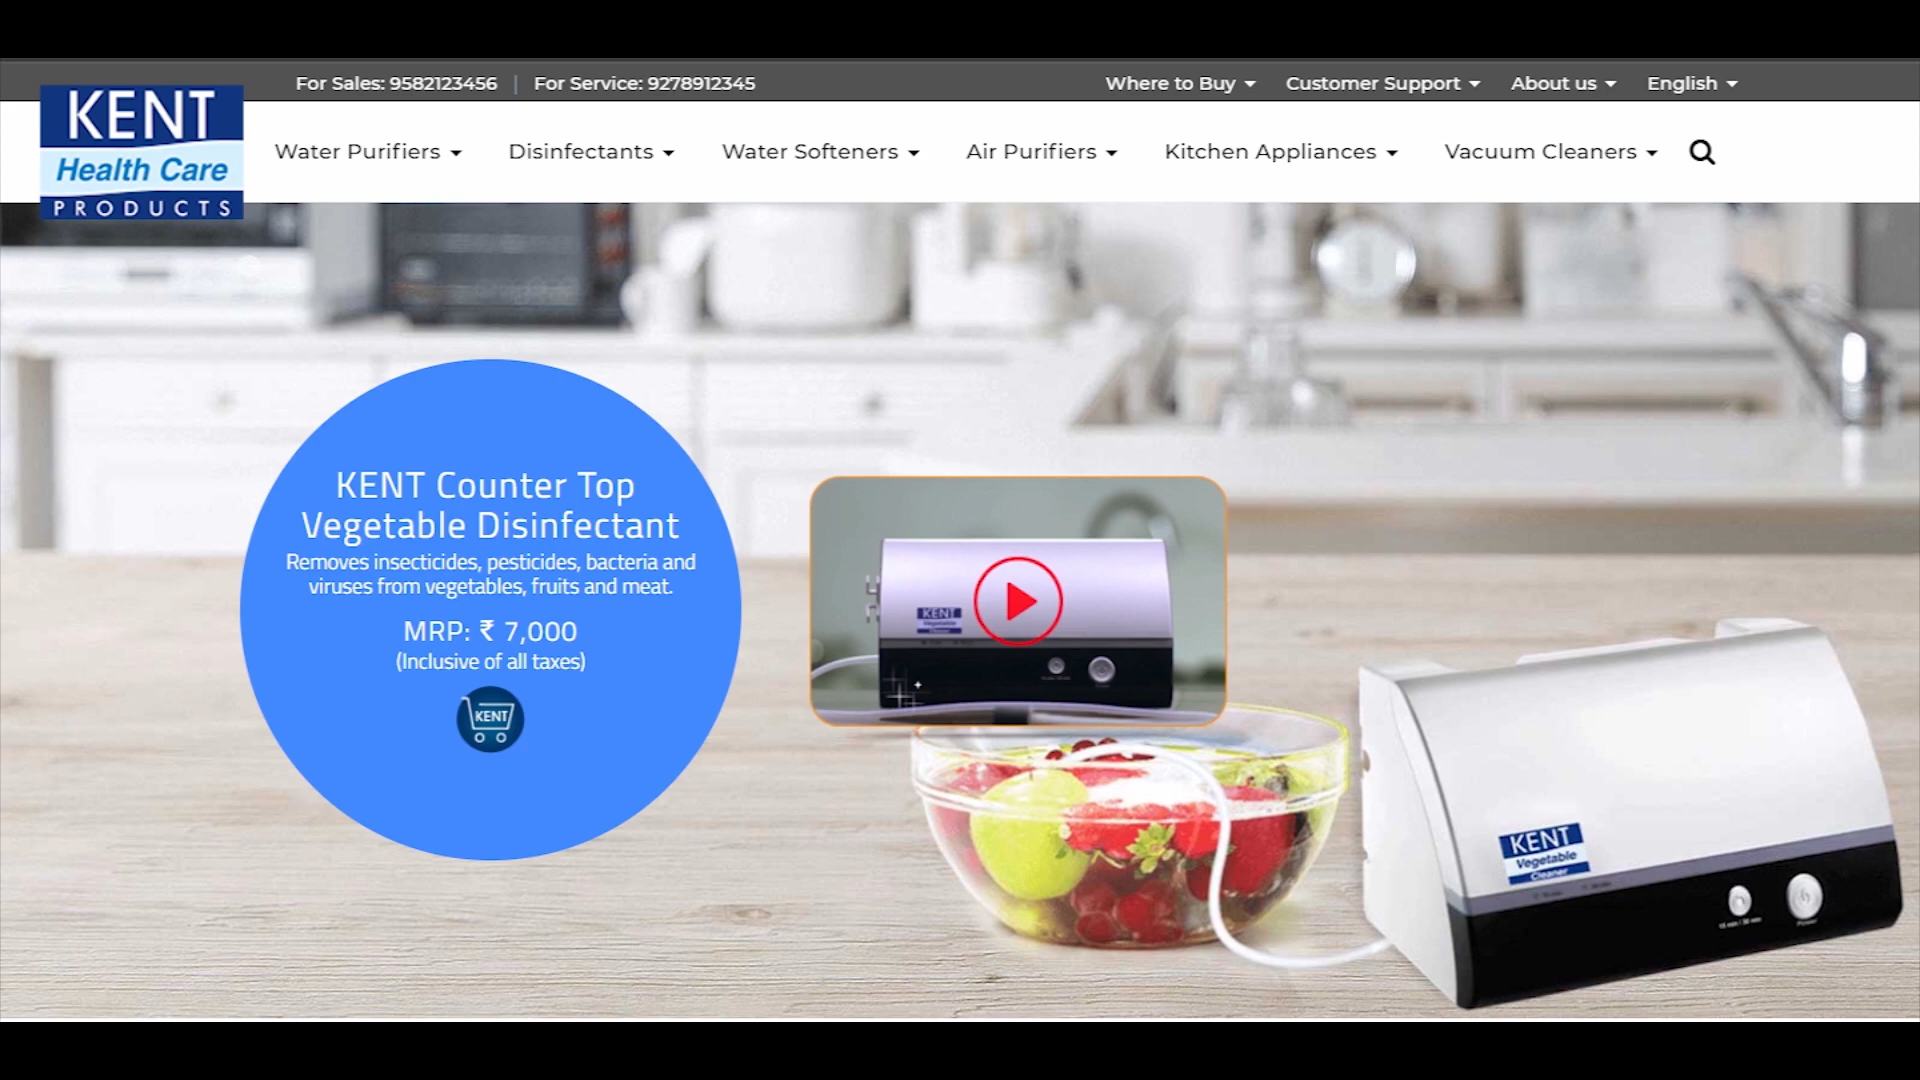 For Sales: 9582123456 | For Service: 9278912345
Where to Buy
Customer Support
About us
English
KENT
Health Care
PRODUCTS
Water Purifiers
Disinfectants
Water Softeners
Air Purifiers
Kitchen Appliances
Vacuum Cleaners
KENT Counter Top
Vegetable Disinfectant
Removes insecticides, pesticides, bacteria and
viruses from vegetables, fruits and meat.
MRP: ₹ 7,000
(Inclusive of all taxes)
KENT
KENT
Vegetable
Cleaner
KENT
Vegetable
Cleaner
Power